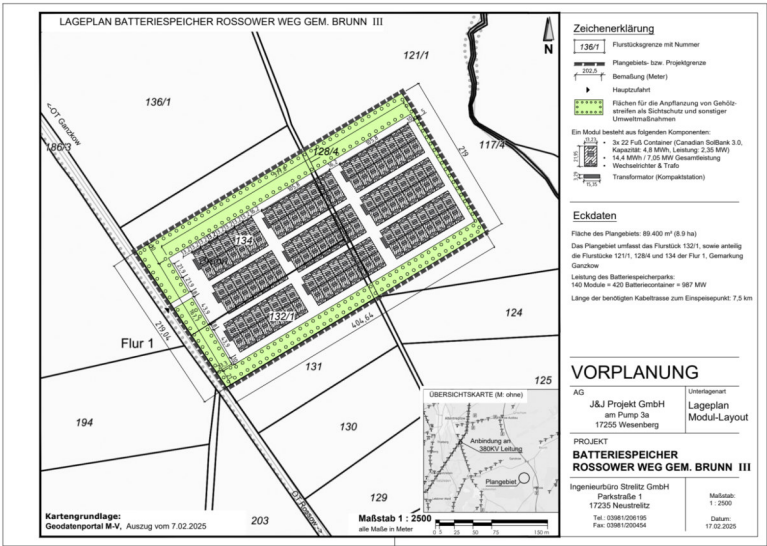 LAGEPLAN BATTERIESPEICHER ROSSOWER WEG GEM. BRUNN III
N
121/1
136/1
<-OT Ganzkow
186/3
128/4
117/4
219
134
132/1
404,64
219,04
Flur 1
124
131
125
194
130
129
203
OT Rossow->
ÜBERSICHTSKARTE (M: ohne)
Anbindung an
380KV Leitung
Plangebiet
Kartengrundlage:
Geodatenportal M-V, Auszug vom 7.02.2025
Maßstab 1 : 2500
alle Maße in Meter
0 5 25 50 75 150 m
Zeichenerklärung
136/1
Flurstücksgrenze mit Nummer
Plangebiets- bzw. Projektgrenze
202,5
Bemaßung (Meter)
Hauptzufahrt
Flächen für die Anpflanzung von Gehölz-
streifen als Sichtschutz und sonstiger
Umweltmaßnahmen
Ein Modul besteht aus folgenden Komponenten:
• 3x 22 Fuß Container (Canadian SolBank 3.0,
Kapazität: 4,8 MWh, Leistung: 2,35 MW)
• 14,4 MWh / 7,05 MW Gesamtleistung
• Wechselrichter & Trafo
Transformator (Kompaktstation)
15,35
Eckdaten
Fläche des Plangebiets: 89.400 m² (8.9 ha)
Das Plangebiet umfasst das Flurstück 132/1, sowie anteilig
die Flurstücke 121/1, 128/4 und 134 der Flur 1, Gemarkung
Ganzkow
Leistung des Batteriespeicherparks:
140 Module = 420 Batteriecontainer = 987 MW
Länge der benötigten Kabeltrasse zum Einspeisepunkt: 7,5 km
VORPLANUNG
AG
J&J Projekt GmbH
am Pump 3a
17255 Wesenberg
Unterlagenart
Lageplan
Modul-Layout
PROJEKT
BATTERIESPEICHER
ROSSOWER WEG GEM. BRUNN III
Ingenieurbüro Strelitz GmbH
Parkstraße 1
17235 Neustrelitz
Tel.: 03981/206195
Fax: 03981/200454
Maßstab:
1 : 2500
Datum:
17.02.2025